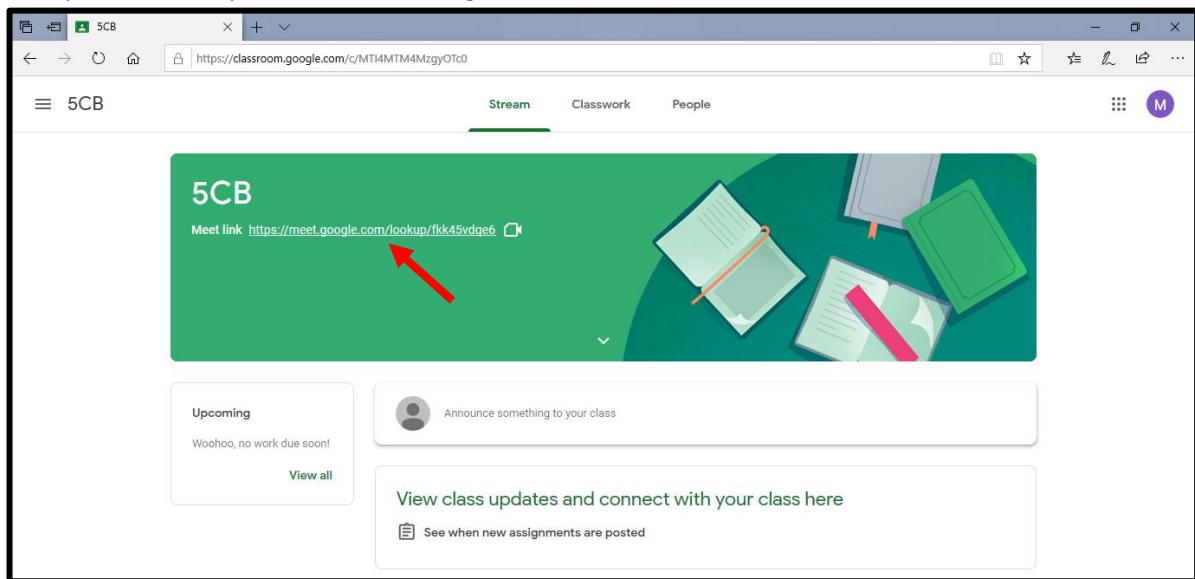 5CB
https://classroom.google.com/c/MTI4MTM4MzgyOTc0
5CB
Stream Classwork People
M
5CB
Meet link https://meet.google.com/lookup/fkk45vdqe6
Upcoming
Woohoo, no work due soon!
View all
Announce something to your class
View class updates and connect with your class here
See when new assignments are posted